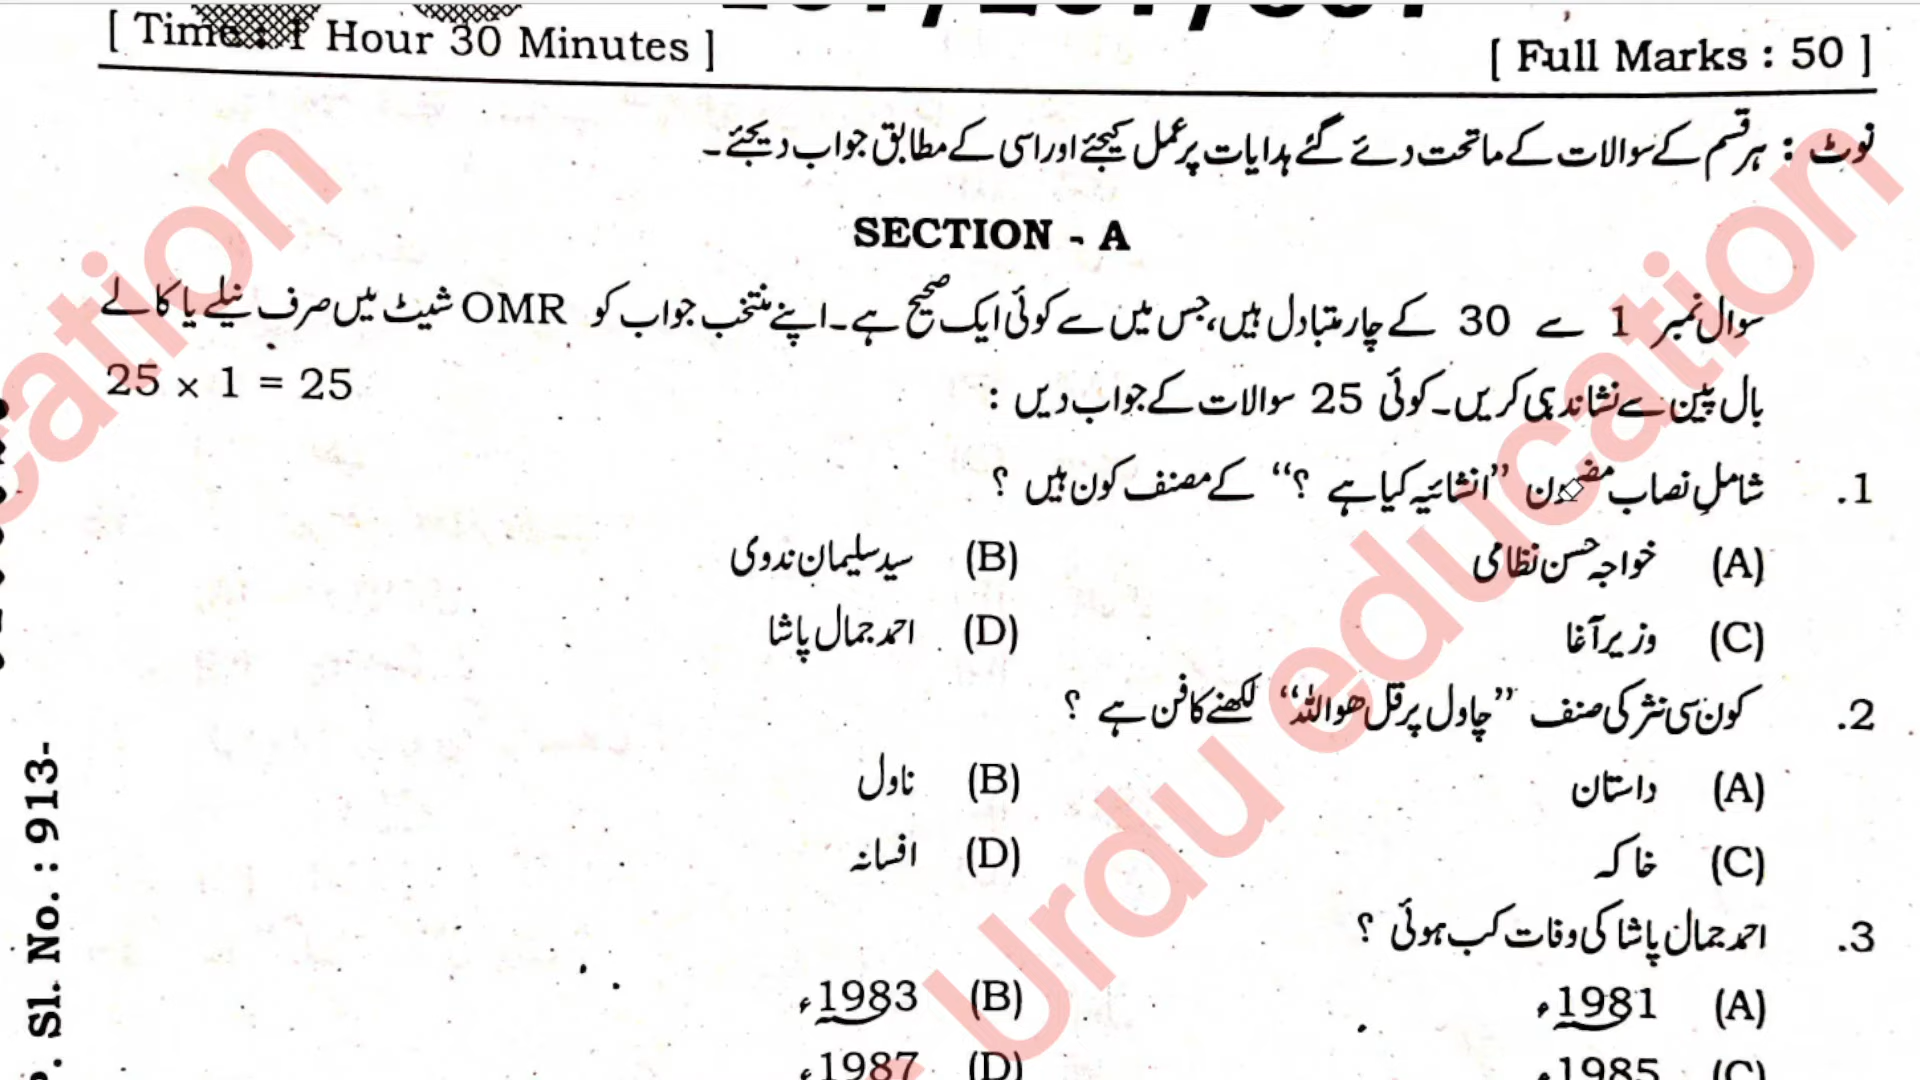 [ Time : 1 Hour 30 Minutes ]
[ Full Marks : 50 ]
نوٹ : ہر قسم کے سوالات کے ماتحت دئے گئے ہدایات پر عمل کیجئے اور اسی کے مطابق جواب دیجئے ۔
SECTION - A
سوال نمبر 1 سے 30 کے چار متبادل ہیں، جس میں سے کوئی ایک صحیح ہے۔ اپنے منتخب جواب کو OMR شیٹ میں صرف نیلے یا کالے
بال پین سے نشاندہی کریں۔ کوئی 25 سوالات کے جواب دیں : 25 × 1 = 25
1. شاملِ نصاب مضمون ”انشائیہ کیا ہے ؟“ کے مصنف کون ہیں ؟
(A) خواجہ حسن نظامی (B) سید سلیمان ندوی
(C) وزیر آغا (D) احمد جمال پاشا
2. کون سی نثر کی صنف ”چاول پر قل ھو اللہ“ لکھنے کا فن ہے ؟
(A) داستان (B) ناول
(C) خاکہ (D) افسانہ
3. احمد جمال پاشا کی وفات کب ہوئی ؟
(A) 1981ء (B) 1983ء
(C) 1985ء (D) 1987ء
Sl. No. : 913-
Urdu education